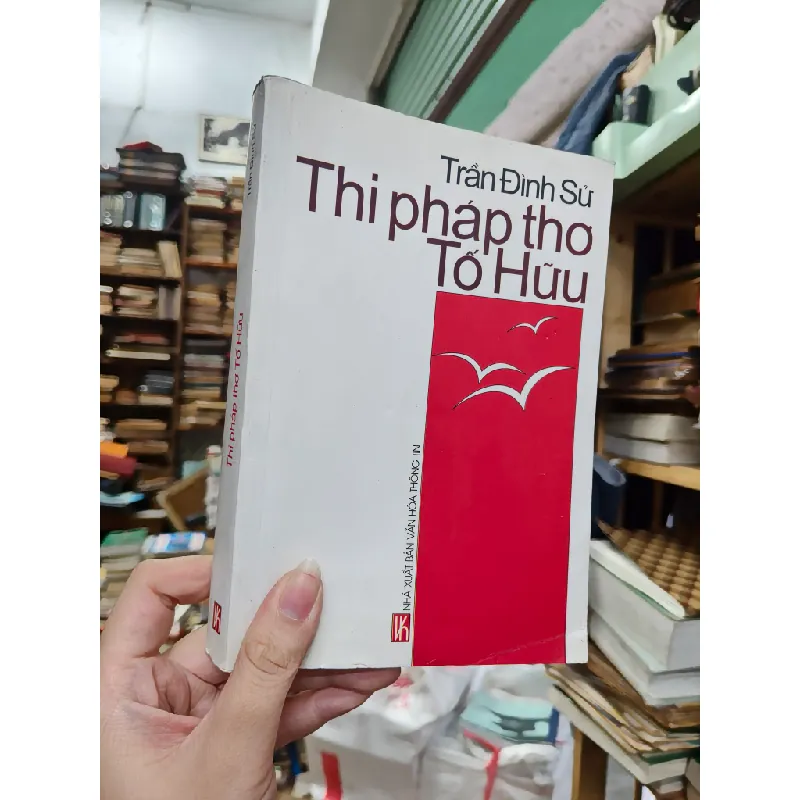 Trần Đình Sử
Thi pháp thơ
Tố Hữu
NHÀ XUẤT BẢN VĂN HÓA THÔNG TIN
Thi pháp thơ Tố Hữu